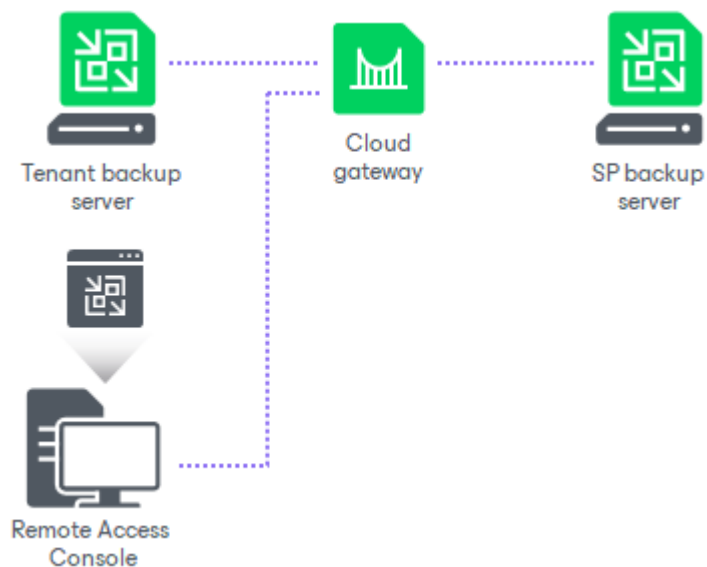 Tenant backup
server
Cloud
gateway
SP backup
server
Remote Access
Console